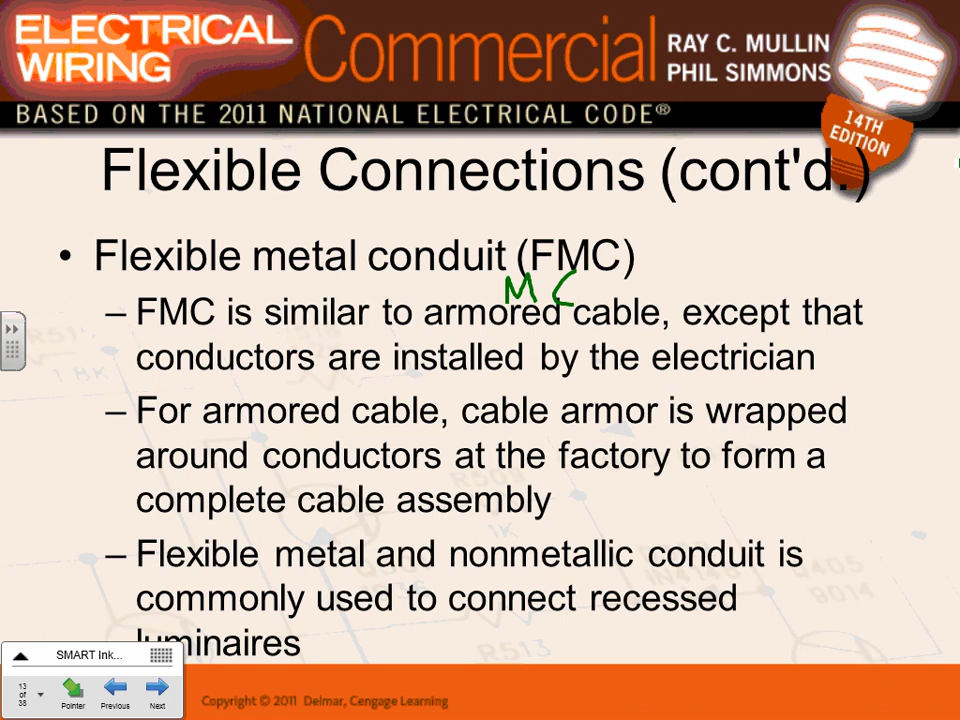 ELECTRICAL WIRING Commercial RAY C. MULLIN
PHIL SIMMONS
BASED ON THE 2011 NATIONAL ELECTRICAL CODE®
14TH
EDITION
Flexible Connections (cont'd.)
• Flexible metal conduit (FMC)
MC
– FMC is similar to armored cable, except that
conductors are installed by the electrician
– For armored cable, cable armor is wrapped
around conductors at the factory to form a
complete cable assembly
– Flexible metal and nonmetallic conduit is
commonly used to connect recessed
luminaires
R513
SMART Ink...
13
of
38
Pointer Previous Next
Copyright © 2011 Delmar, Cengage Learning